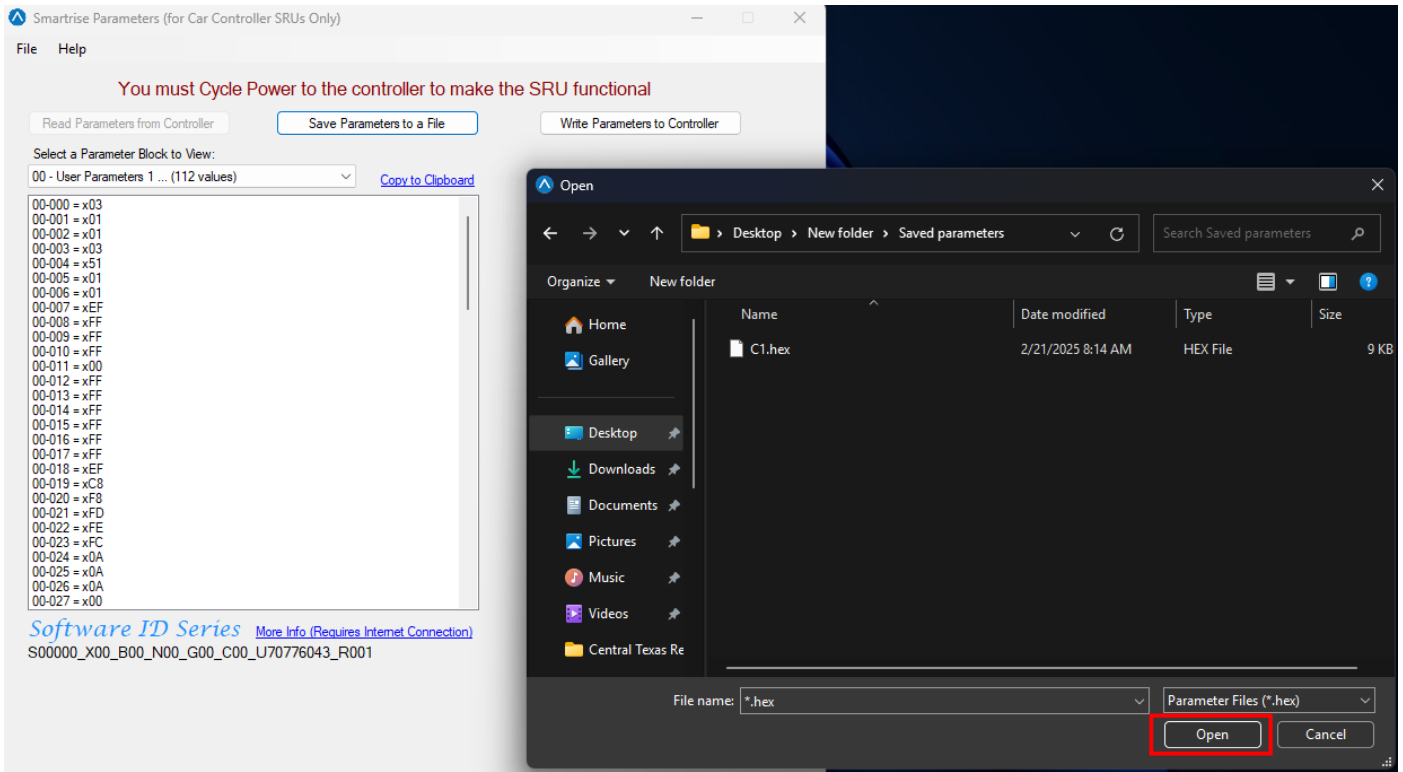 Smartrise Parameters (for Car Controller SRUs Only)
File Help
You must Cycle Power to the controller to make the SRU functional
Read Parameters from Controller Save Parameters to a File Write Parameters to Controller
Select a Parameter Block to View:
00 - User Parameters 1 ... (112 values) Copy to Clipboard
00-000 = x03
00-001 = x01
00-002 = x01
00-003 = x03
00-004 = x51
00-005 = x01
00-006 = x01
00-007 = xEF
00-008 = xFF
00-009 = xFF
00-010 = xFF
00-011 = x00
00-012 = xFF
00-013 = xFF
00-014 = xFF
00-015 = xFF
00-016 = xFF
00-017 = xFF
00-018 = xEF
00-019 = xC8
00-020 = xF8
00-021 = xFD
00-022 = xFE
00-023 = xFC
00-024 = x0A
00-025 = x0A
00-026 = x0A
00-027 = x00
Software ID Series More Info (Requires Internet Connection)
S00000_X00_B00_N00_G00_C00_U70776043_R001
Open
Desktop New folder Saved parameters Search Saved parameters
Organize New folder
Name Date modified Type Size
C1.hex 2/21/2025 8:14 AM HEX File 9 KB
Home
Gallery
Desktop
Downloads
Documents
Pictures
Music
Videos
Central Texas Re
File name: *.hex Parameter Files (*.hex)
Open Cancel